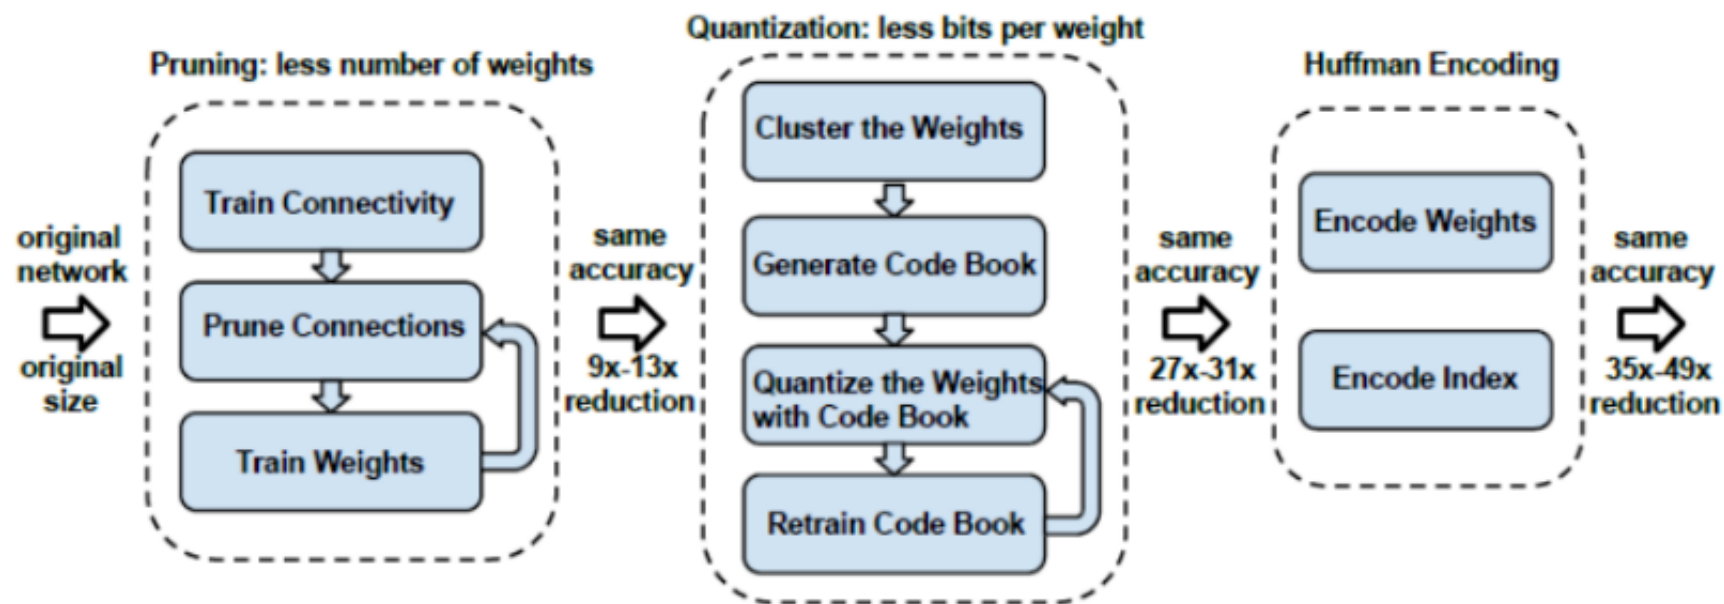 original
network
original
size
Pruning: less number of weights
Train Connectivity
Prune Connections
Train Weights
same
accuracy
9x-13x
reduction
Quantization: less bits per weight
Cluster the Weights
Generate Code Book
Quantize the Weights
with Code Book
Retrain Code Book
same
accuracy
27x-31x
reduction
Huffman Encoding
Encode Weights
Encode Index
same
accuracy
35x-49x
reduction